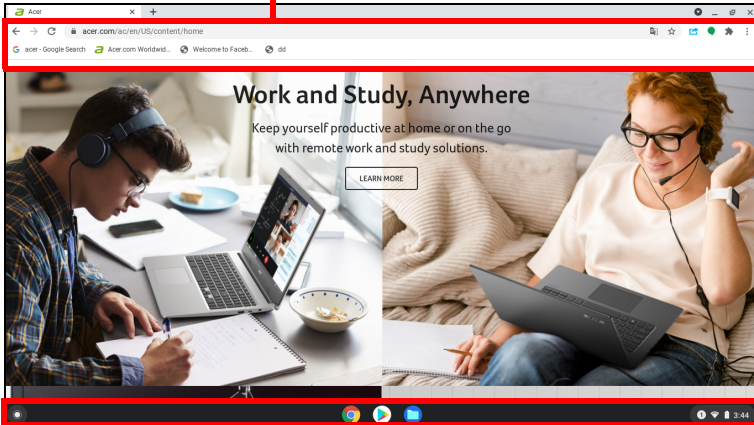 Acer
acer.com/ac/en/US/content/home
acer - Google Search
Acer.com Worldwid...
Welcome to Faceb...
dd
Work and Study, Anywhere
Keep yourself productive at home or on the go
with remote work and study solutions.
LEARN MORE
1
3:44